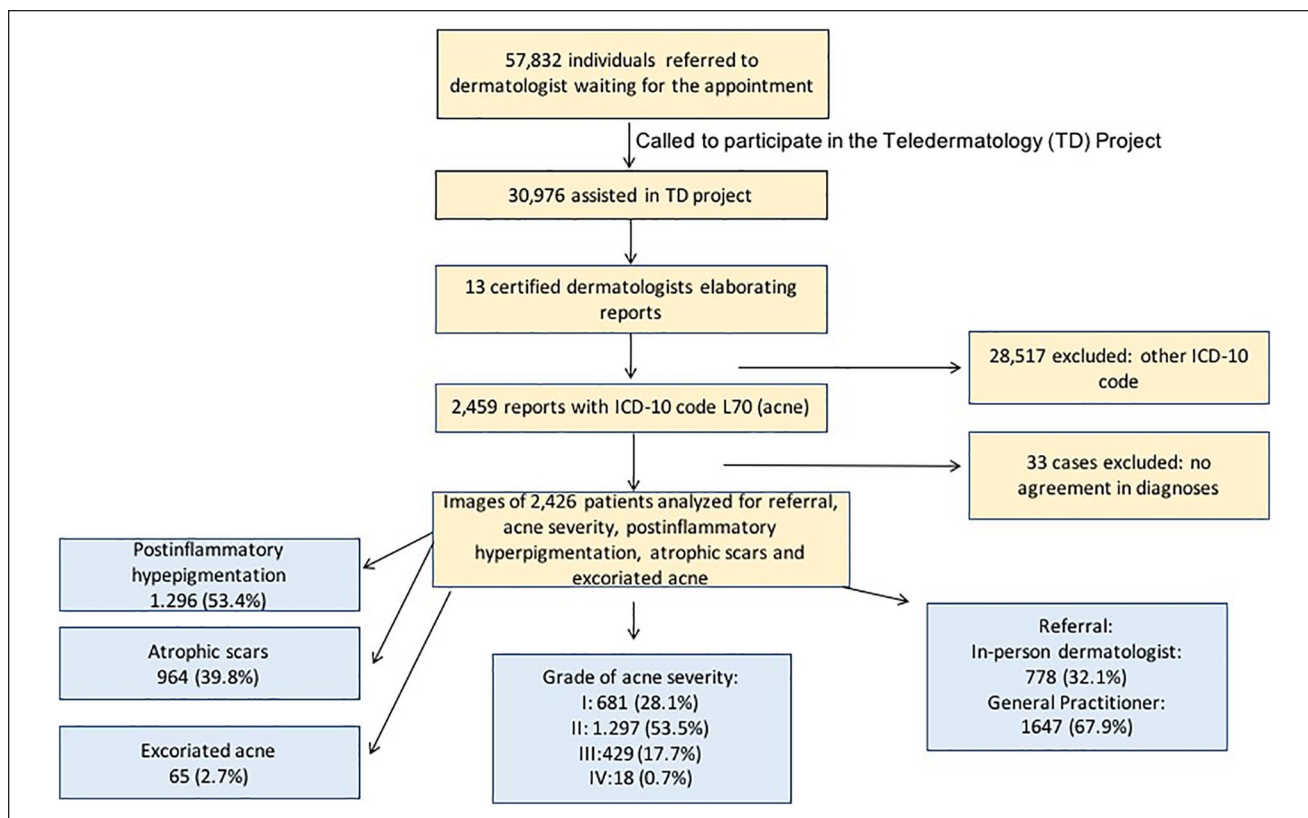 57,832 individuals referred to
dermatologist waiting for the appointment
Called to participate in the Teledermatology (TD) Project
30,976 assisted in TD project
13 certified dermatologists elaborating
reports
28,517 excluded: other ICD-10
code
2,459 reports with ICD-10 code L70 (acne)
33 cases excluded: no
agreement in diagnoses
Images of 2,426 patients analyzed for referral,
acne severity, postinflammatory
hyperpigmentation, atrophic scars and
excoriated acne
Postinflammatory
hypepigmentation
1.296 (53.4%)
Atrophic scars
964 (39.8%)
Excoriated acne
65 (2.7%)
Grade of acne severity:
I: 681 (28.1%)
II: 1.297 (53.5%)
III:429 (17.7%)
IV:18 (0.7%)
Referral:
In-person dermatologist:
778 (32.1%)
General Practitioner:
1647 (67.9%)